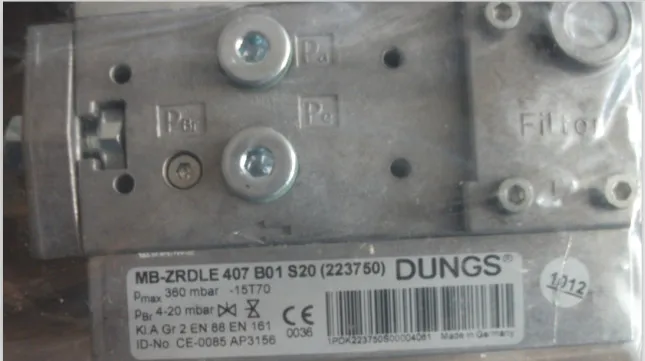 Pa
Pe
PBr
Filter
MB-ZRDLE 407 B01 S20 (223750) DUNGS®
Pmax 360 mbar -15T70
PBr 4-20 mbar
Kl.A Gr 2 EN 88 EN 161
CE 0036
ID-No CE-0085 AP3156
1PDK223750S00004081 Made in Germany
1012